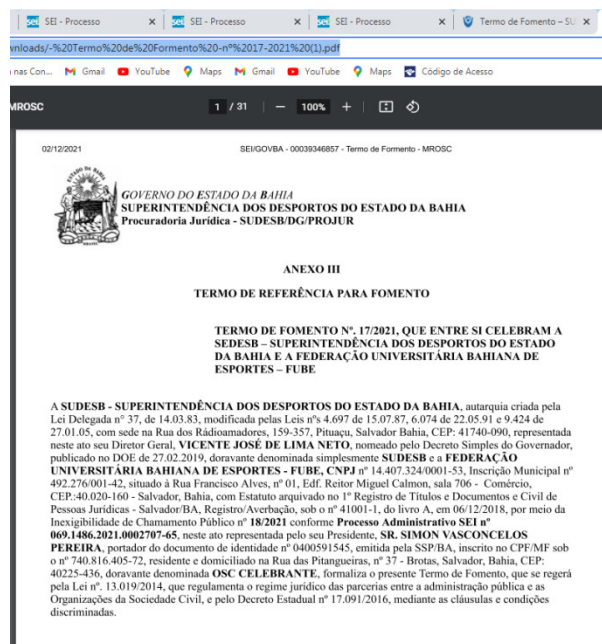 SEI - Processo
SEI - Processo
SEI - Processo
Termo de Fomento – SU
wnloads/-%20Termo%20de%20Formento%20-nº%2017-2021%20(1).pdf
nas Con...
Gmail
YouTube
Maps
Gmail
YouTube
Maps
Código de Acesso
MROSC
1 / 31
100%
02/12/2021
SEI/GOVBA - 00039346857 - Termo de Formento - MROSC
GOVERNO DO ESTADO DA BAHIA
SUPERINTENDÊNCIA DOS DESPORTOS DO ESTADO DA BAHIA
Procuradoria Jurídica - SUDESB/DG/PROJUR
ANEXO III
TERMO DE REFERÊNCIA PARA FOMENTO
TERMO DE FOMENTO Nº. 17/2021, QUE ENTRE SI CELEBRAM A
SEDESB – SUPERINTENDÊNCIA DOS DESPORTOS DO ESTADO
DA BAHIA E A FEDERAÇÃO UNIVERSITÁRIA BAHIANA DE
ESPORTES – FUBE
A SUDESB - SUPERINTENDÊNCIA DOS DESPORTOS DO ESTADO DA BAHIA, autarquia criada pela
Lei Delegada n° 37, de 14.03.83, modificada pelas Leis nºs 4.697 de 15.07.87, 6.074 de 22.05.91 e 9.424 de
27.01.05, com sede na Rua dos Rádioamadores, 159-357, Pituaçu, Salvador Bahia, CEP: 41740-090, representada
neste ato seu Diretor Geral, VICENTE JOSÉ DE LIMA NETO, nomeado pelo Decreto Simples do Governador,
publicado no DOE de 27.02.2019, doravante denominada simplesmente SUDESB e a FEDERAÇÃO
UNIVERSITÁRIA BAHIANA DE ESPORTES - FUBE, CNPJ nº 14.407.324/0001-53, Inscrição Municipal nº
492.276/001-42, situado à Rua Francisco Alves, nº 01, Edf. Reitor Miguel Calmon, sala 706 - Comércio,
CEP.:40.020-160 - Salvador, Bahia, com Estatuto arquivado no 1º Registro de Títulos e Documentos e Civil de
Pessoas Jurídicas - Salvador/BA, Registro/Averbação, sob o nº 41001-1, do livro A, em 06/12/2018, por meio da
Inexigibilidade de Chamamento Público nº 18/2021 conforme Processo Administrativo SEI nº
069.1486.2021.0002707-65, neste ato representada pelo seu Presidente, SR. SIMON VASCONCELOS
PEREIRA, portador do documento de identidade nº 0400591545, emitida pela SSP/BA, inscrito no CPF/MF sob
o nº 740.816.405-72, residente e domiciliado na Rua das Pitangueiras, nº 37 - Brotas, Salvador, Bahia, CEP:
40225-436, doravante denominada OSC CELEBRANTE, formaliza o presente Termo de Fomento, que se regerá
pela Lei nº. 13.019/2014, que regulamenta o regime jurídico das parcerias entre a administração pública e as
Organizações da Sociedade Civil, e pelo Decreto Estadual nº 17.091/2016, mediante as cláusulas e condições
discriminadas.